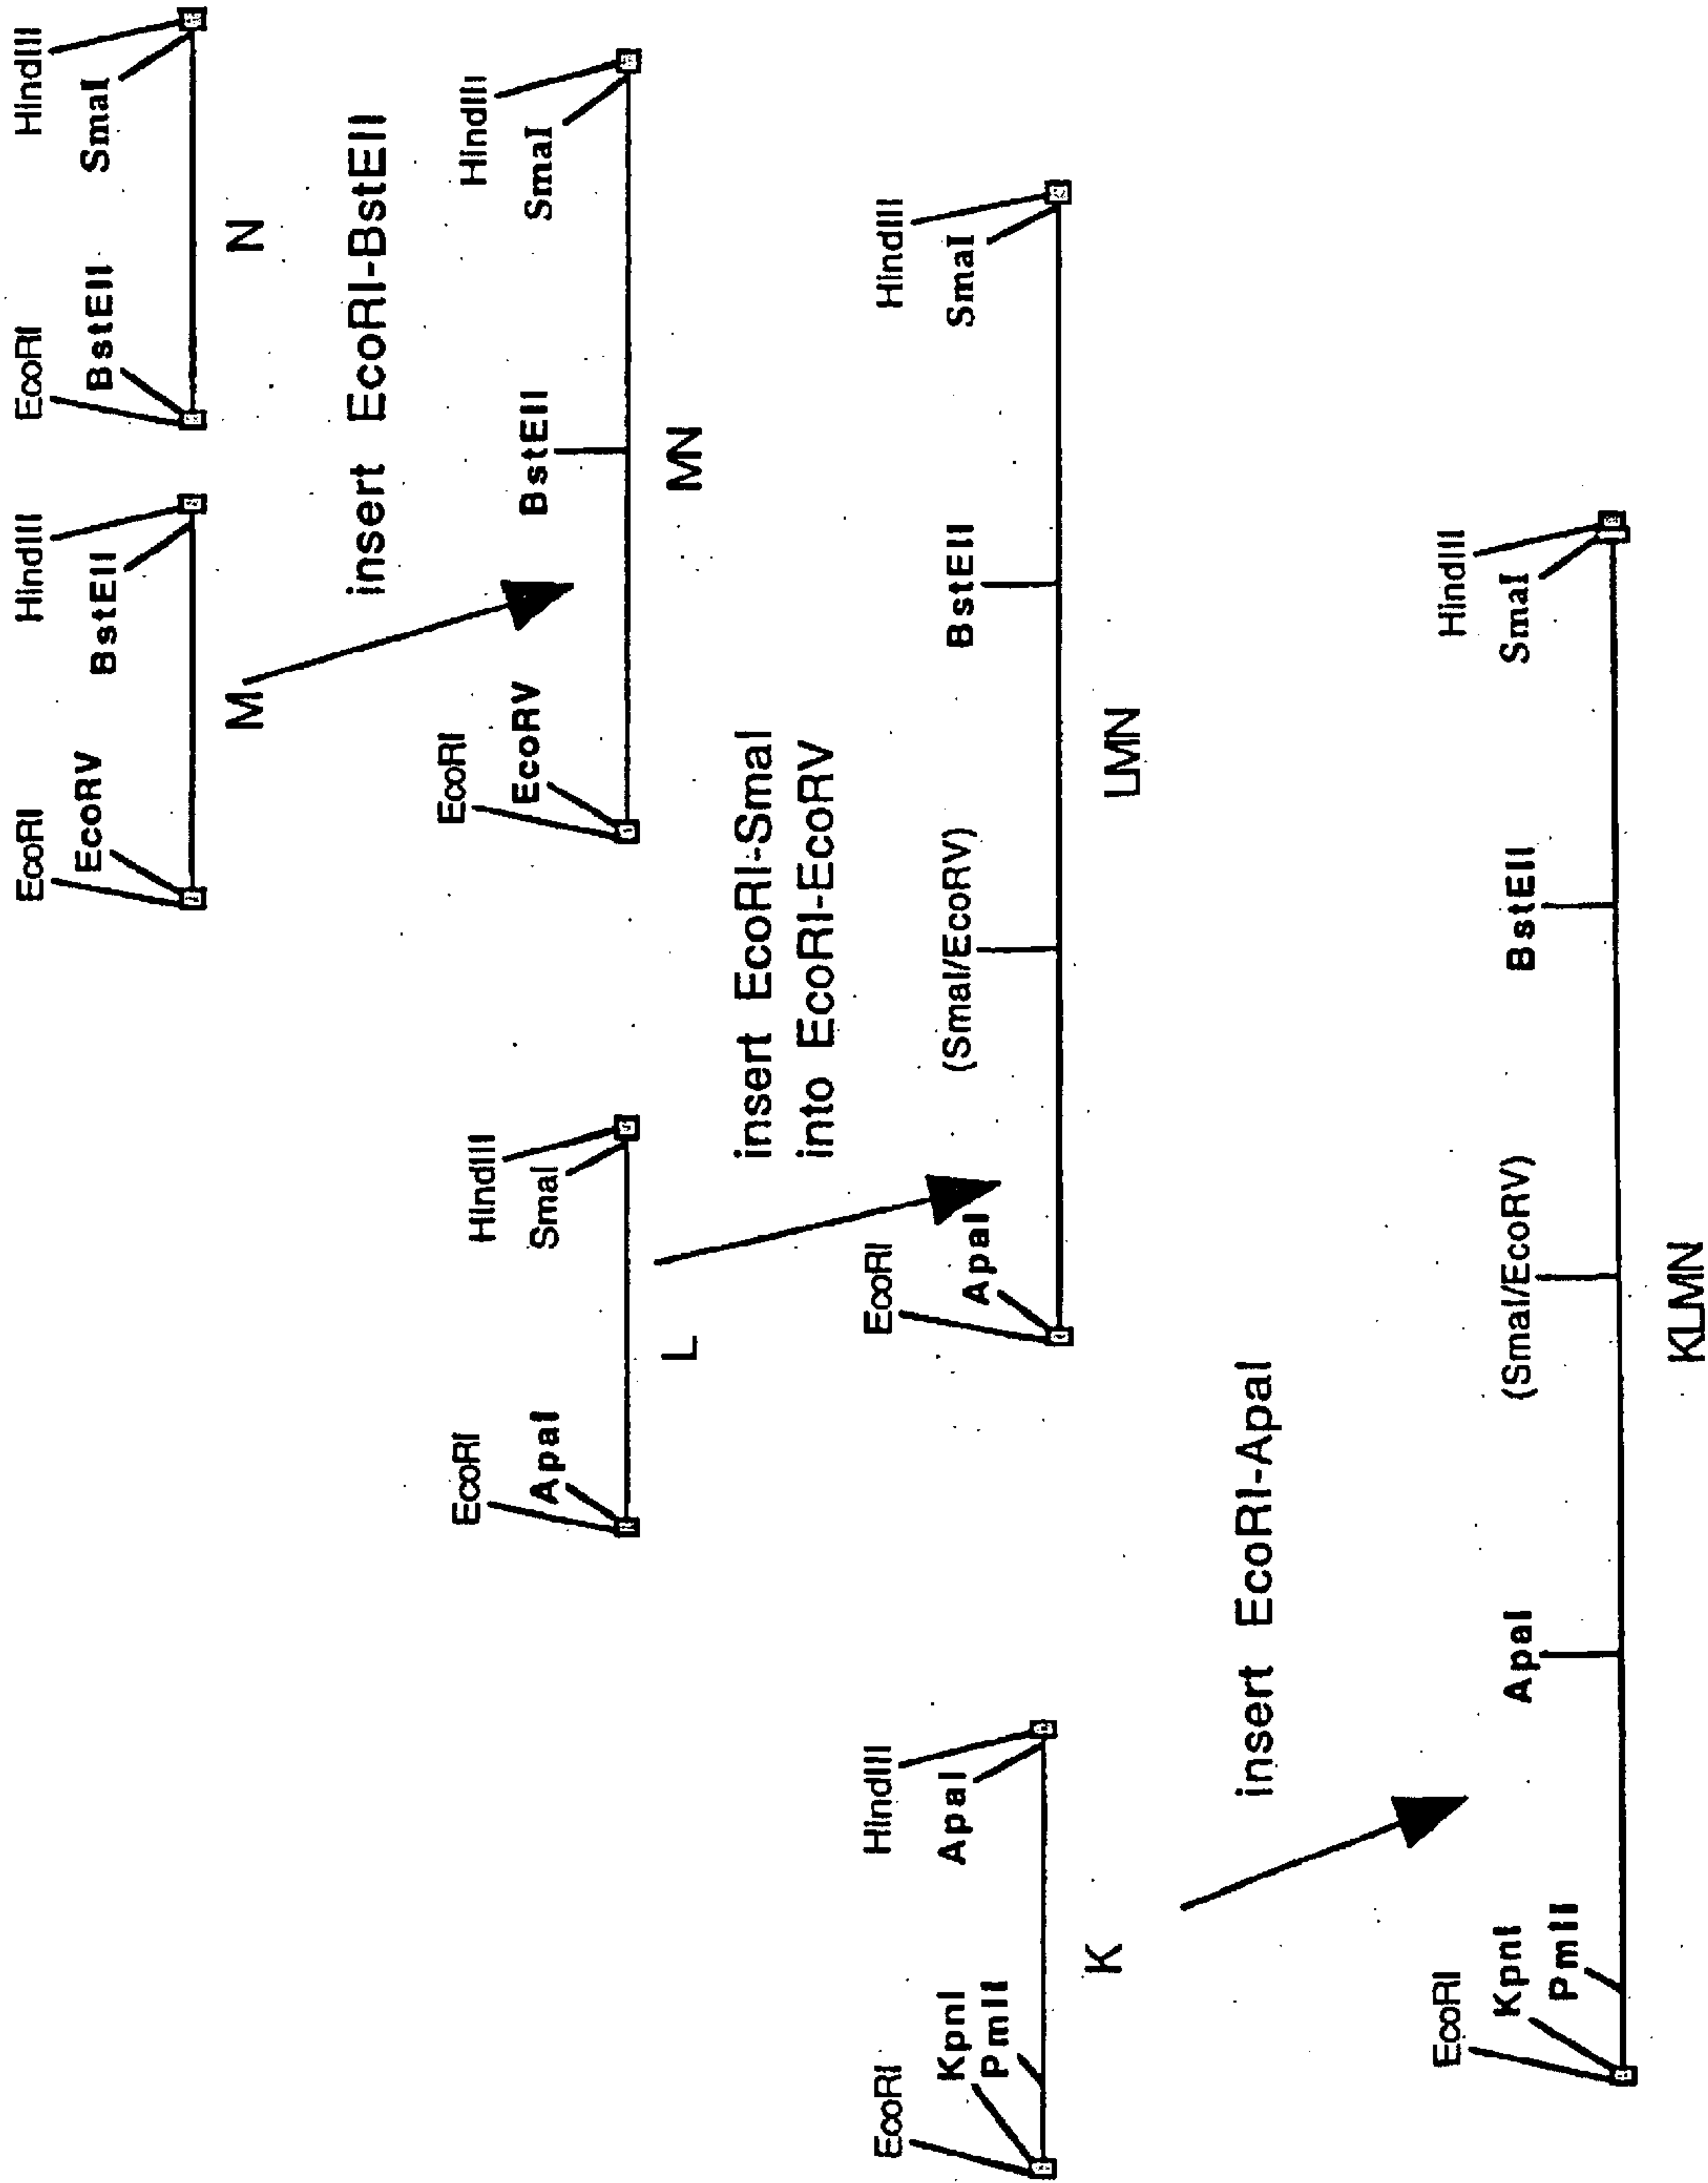 EcoRI HindIII EcoRI HindIII
EcoRV BstEII BstEII SmaI
M N
insert EcoRI-BstEII
EcoRI HindIII EcoRI HindIII
ApaI SmaI EcoRV BstEII SmaI
L MN
insert EcoRI-SmaI
into EcoRI-EcoRV
EcoRI HindIII EcoRI HindIII
KpnI ApaI ApaI (SmaI/EcoRV) BstEII SmaI
PmlI
K LMN
insert EcoRI-ApaI
EcoRI HindIII
KpnI ApaI (SmaI/EcoRV) BstEII SmaI
PmlI
KLMN